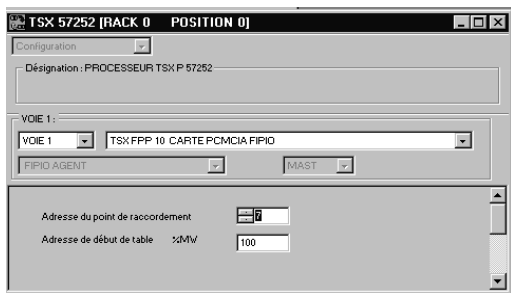 TSX 57252 [RACK 0 POSITION 0]
Configuration
Désignation : PROCESSEUR TSX P 57252
VOIE 1 :
VOIE 1 TSX FPP 10 CARTE PCMCIA FIPIO
FIPIO AGENT MAST
Adresse du point de raccordement 7
Adresse de début de table %MW 100